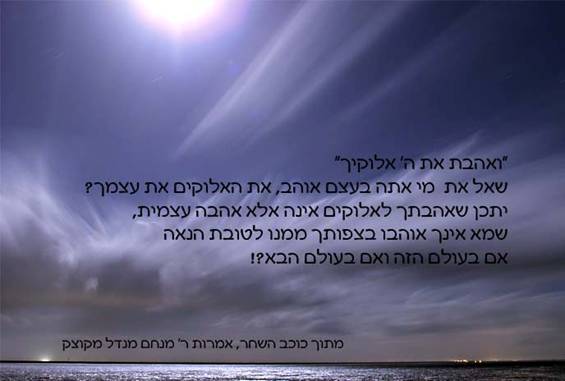 "ואהבת את ה' אלוקיך"
שאל את  מי אתה בעצם אוהב, את האלוקים את עצמך?
יתכן שאהבתך לאלוקים אינה אלא אהבה עצמית,
שמא אינך אוהבו בצפותך ממנו לטובת הנאה
אם בעולם הזה ואם בעולם הבא?!
מתוך כוכב השחר, אמרות ר' מנחם מנדל מקוצק